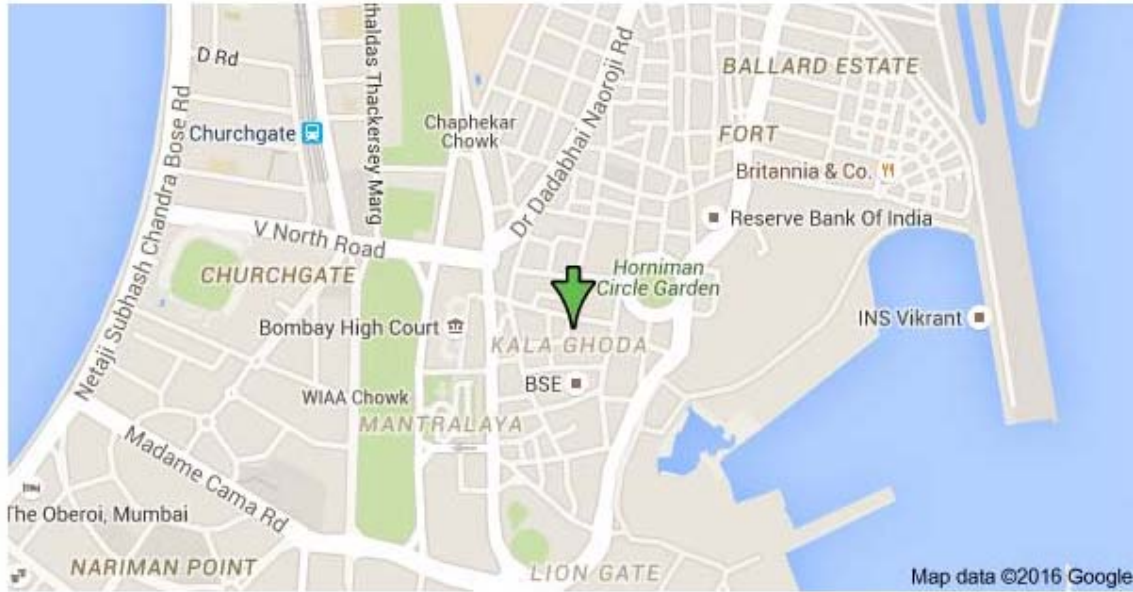 thaldas Thackersey Marg
D Rd
Netaji Subhash Chandra Bose Rd
Churchgate
Chaphekar
Chowk
Dr Dadabhai Naoroji Rd
BALLARD ESTATE
FORT
Britannia & Co.
Reserve Bank Of India
V North Road
CHURCHGATE
Horniman
Circle Garden
Bombay High Court
KALA GHODA
INS Vikrant
BSE
WIAA Chowk
MANTRALAYA
Madame Cama Rd
The Oberoi, Mumbai
NARIMAN POINT
LION GATE
Map data ©2016 Google